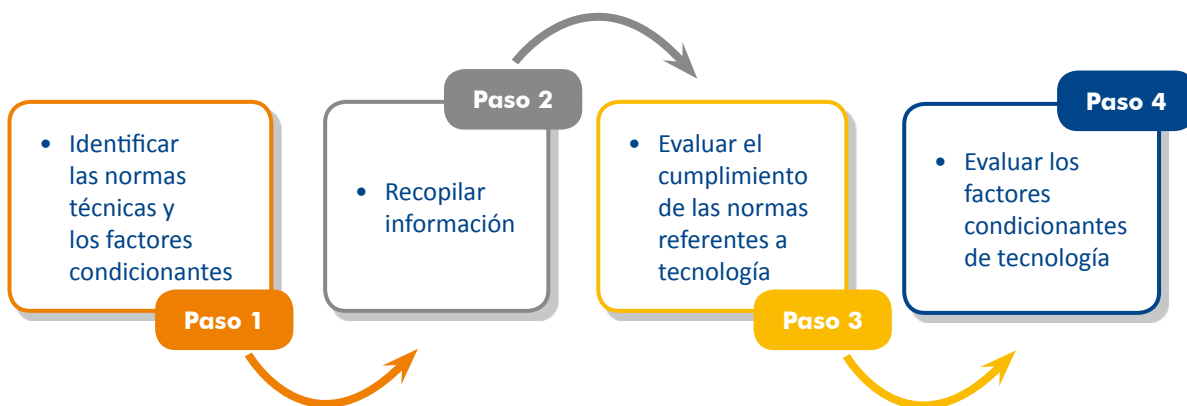 • Identificar
las normas
técnicas y
los factores
condicionantes
Paso 1
Paso 2
• Recopilar
información
• Evaluar el
cumplimiento
de las normas
referentes a
tecnología
Paso 3
Paso 4
• Evaluar los
factores
condicionantes
de tecnología